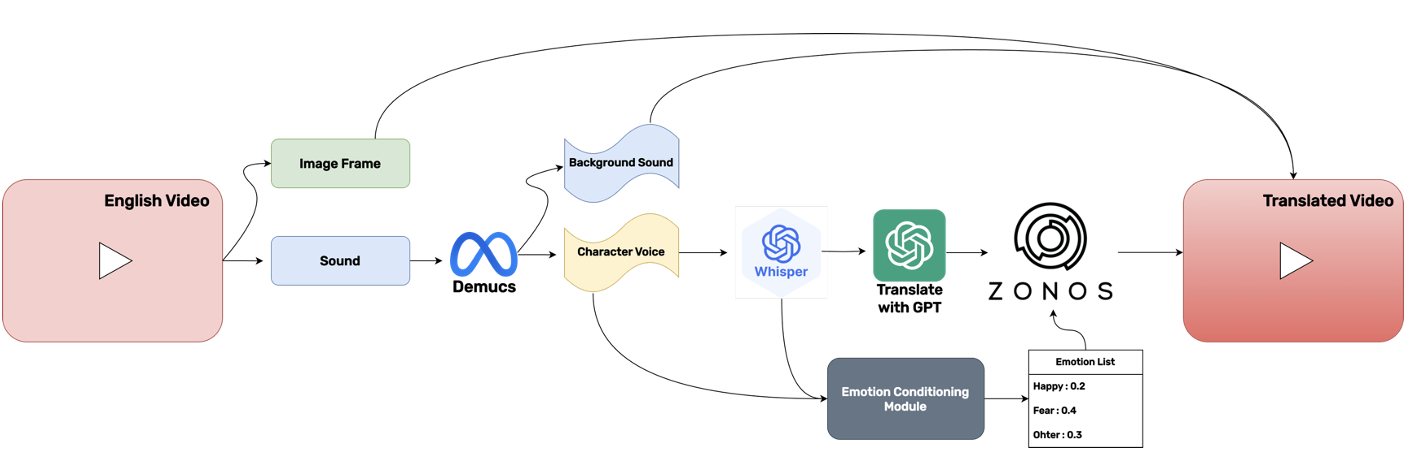 English Video
Image Frame
Sound
Demucs
Background Sound
Character Voice
Whisper
Translate
with GPT
ZONOS
Emotion Conditioning
Module
Emotion List
Happy : 0.2
Fear : 0.4
Ohter : 0.3
Translated Video